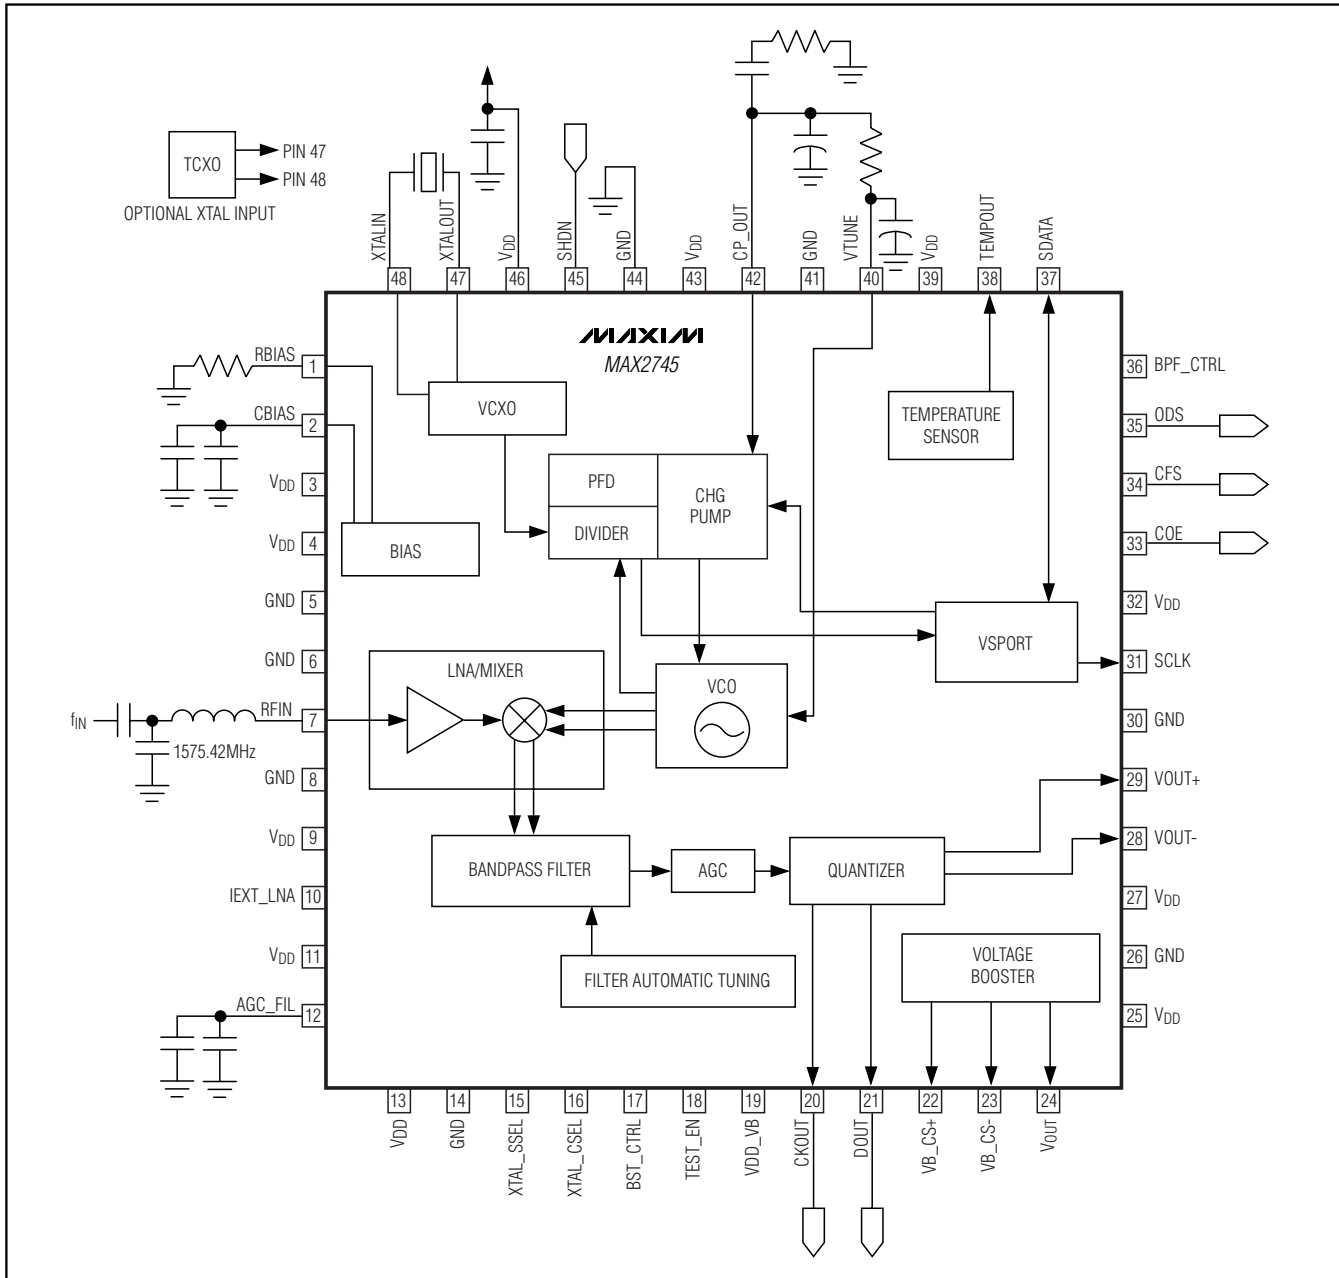 TCXO
PIN 47
PIN 48
OPTIONAL XTAL INPUT
XTALIN
XTALOUT
VDD
SHDN
GND
VDD
CP_OUT
GND
VTUNE
VDD
TEMPOUT
SDATA
48
47
46
45
44
43
42
41
40
39
38
37
MAXIM
MAX2745
RBIAS
1
CBIAS
2
VDD
3
VDD
4
GND
5
GND
6
fIN
RFIN
7
1575.42MHz
GND
8
VDD
9
IEXT_LNA
10
VDD
11
AGC_FIL
12
VCXO
BIAS
PFD
DIVIDER
CHG
PUMP
TEMPERATURE
SENSOR
VSPORT
LNA/MIXER
VCO
BANDPASS FILTER
AGC
QUANTIZER
FILTER AUTOMATIC TUNING
VOLTAGE
BOOSTER
36
BPF_CTRL
35
ODS
34
CFS
33
COE
32
VDD
31
SCLK
30
GND
29
VOUT+
28
VOUT-
27
VDD
26
GND
25
VDD
13
14
15
16
17
18
19
20
21
22
23
24
VDD
GND
XTAL_SSEL
XTAL_CSEL
BST_CTRL
TEST_EN
VDD_VB
CKOUT
DOUT
VB_CS+
VB_CS-
VOUT